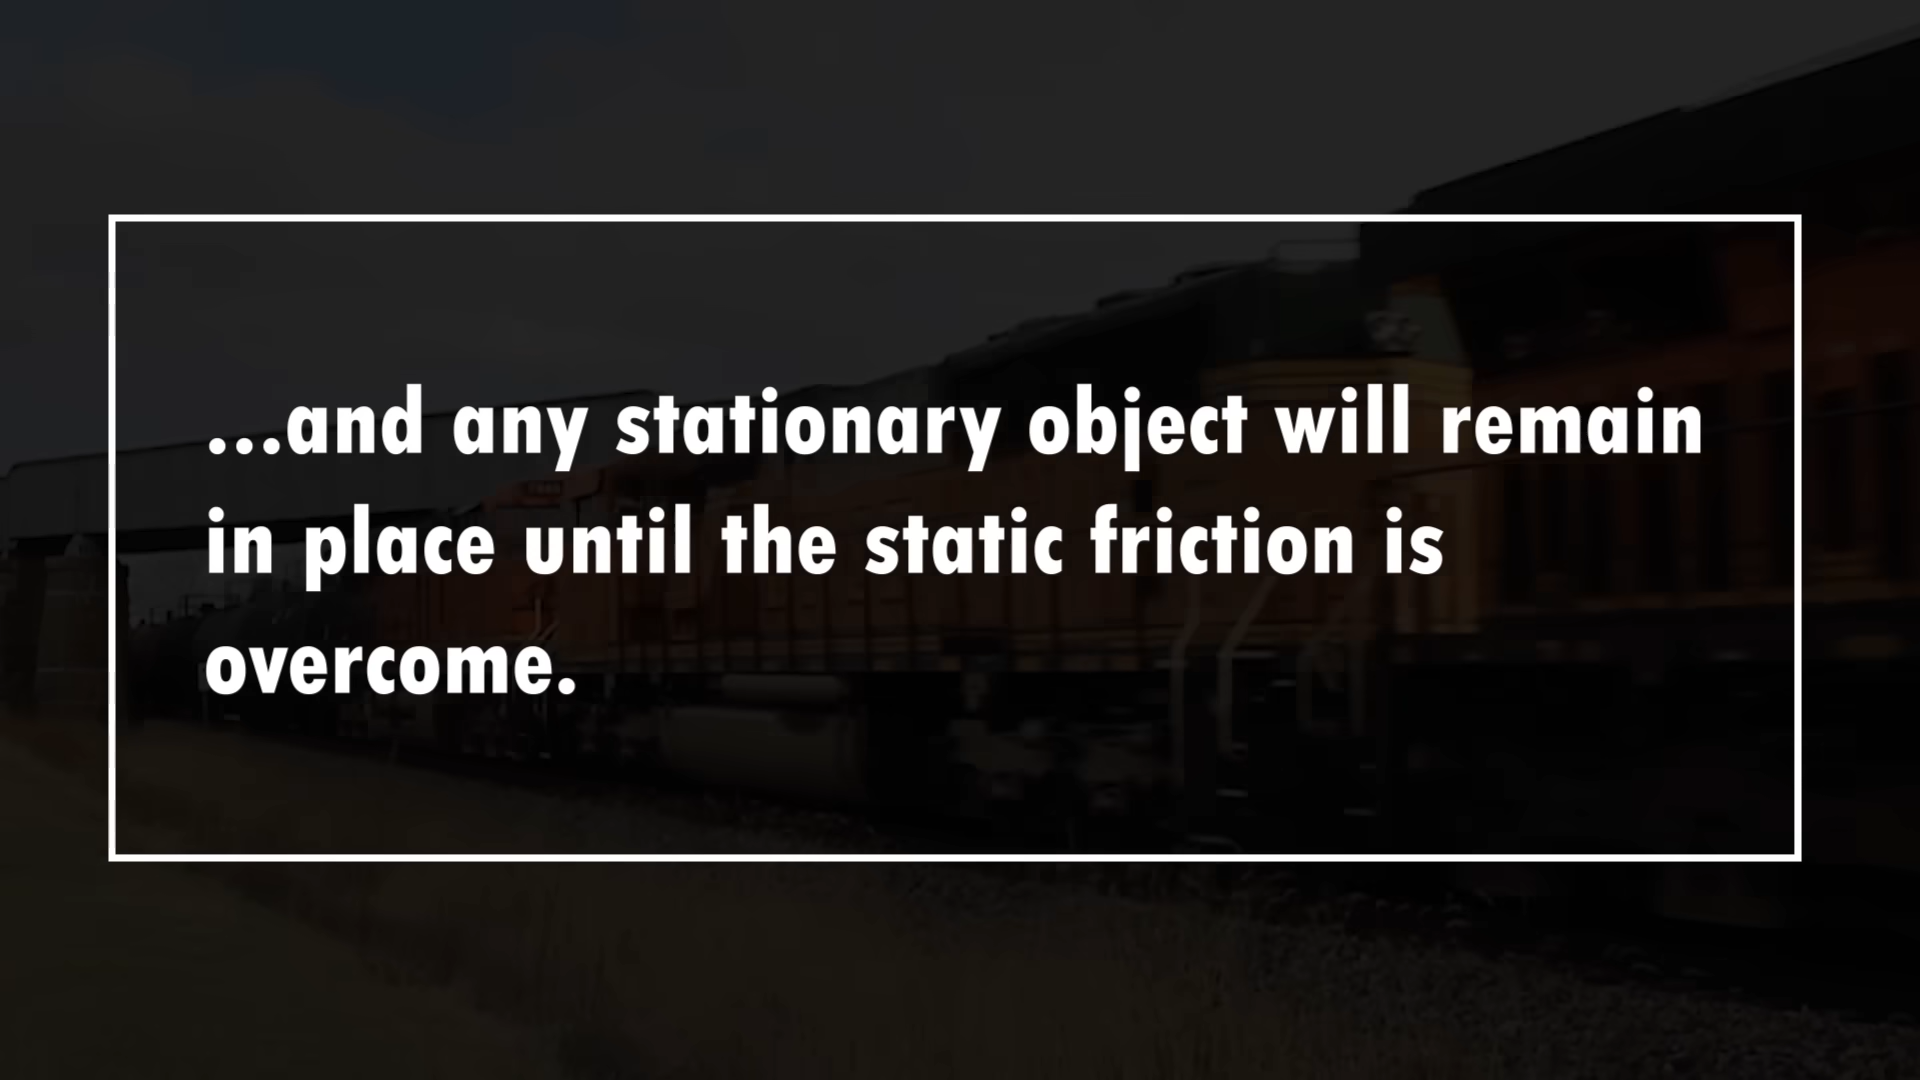 ...and any stationary object will remain
in place until the static friction is
overcome.